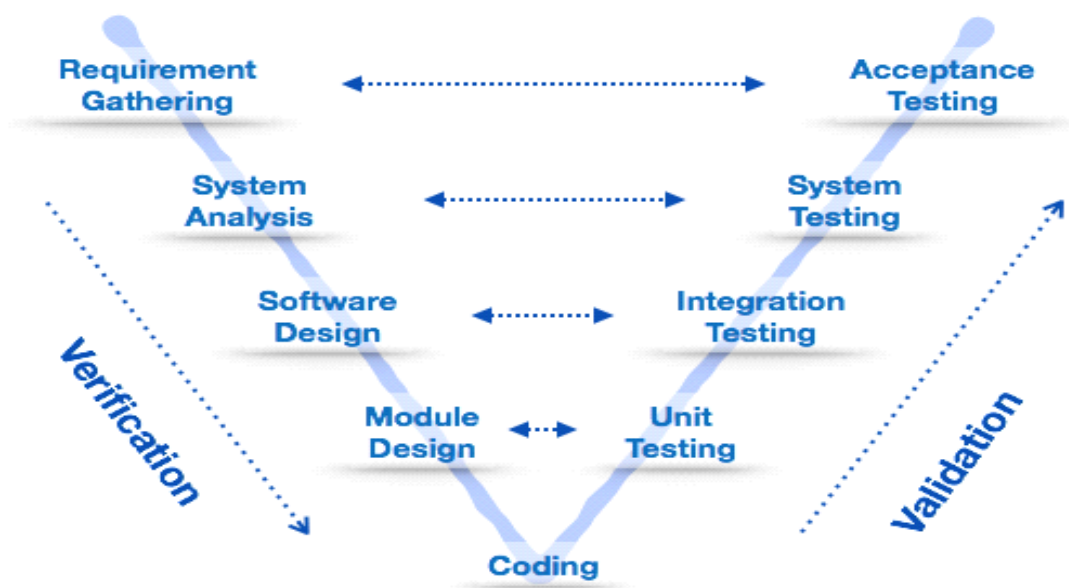 Requirement
Gathering
Acceptance
Testing
System
Analysis
System
Testing
Software
Design
Integration
Testing
Module
Design
Unit
Testing
Coding
Verification
Validation